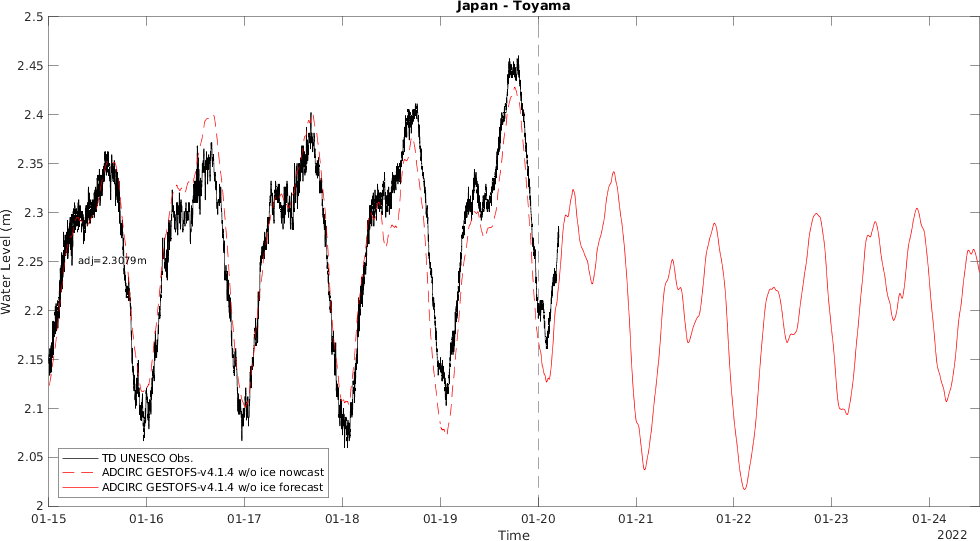 Japan - Toyama
Water Level (m)
2.5
2.45
2.4
2.35
2.3
2.25
2.2
2.15
2.1
2.05
2
adj=2.3079m
TD UNESCO Obs.
ADCIRC GESTOFS-v4.1.4 w/o ice nowcast
ADCIRC GESTOFS-v4.1.4 w/o ice forecast
01-15 01-16 01-17 01-18 01-19 01-20 01-21 01-22 01-23 01-24
Time
2022